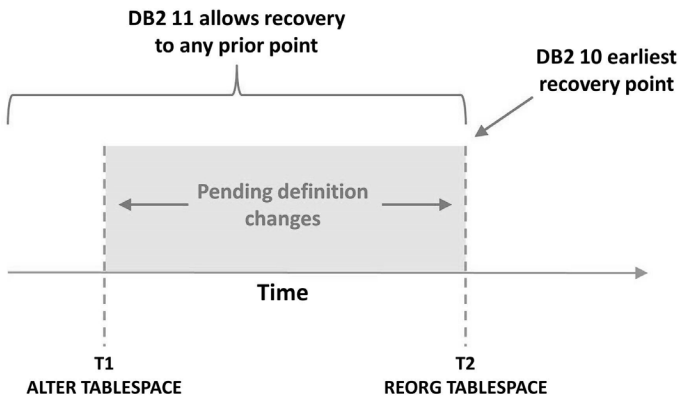 DB2 11 allows recovery
to any prior point
DB2 10 earliest
recovery point
Pending definition
changes
Time
T1
ALTER TABLESPACE
T2
REORG TABLESPACE